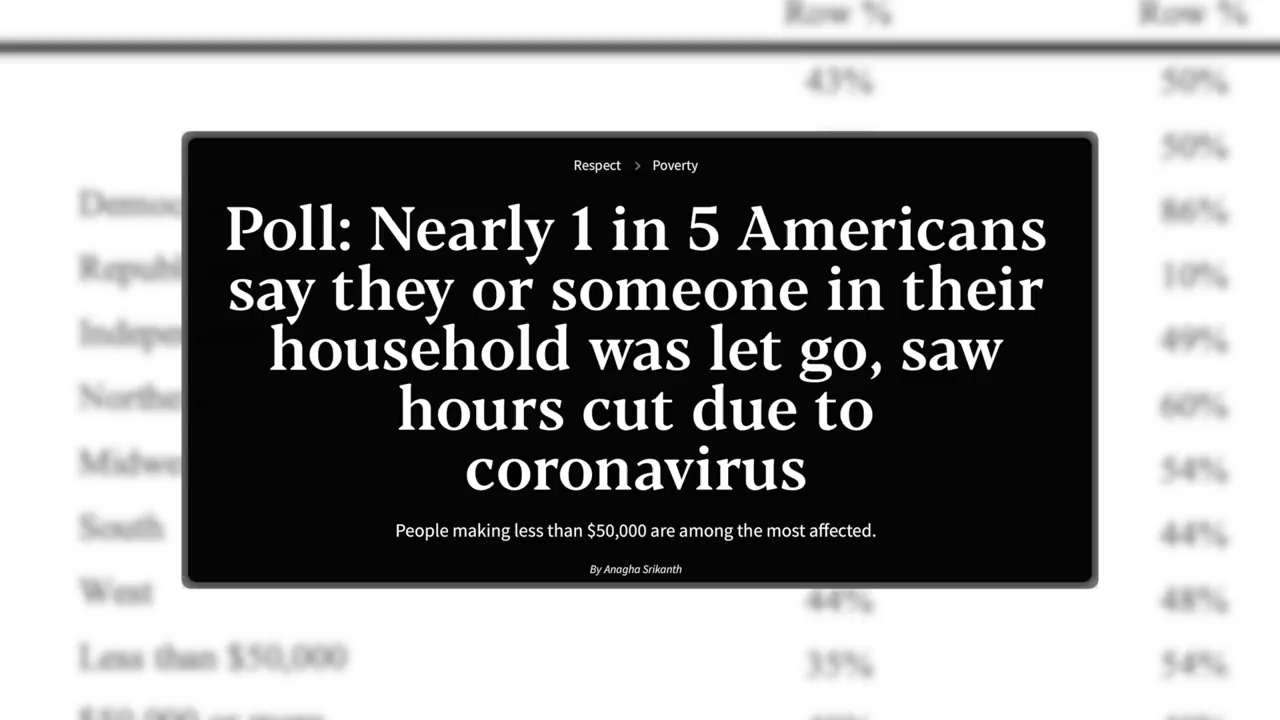 Row % Row %
43% 50%
50%
86%
10%
49%
60%
54%
South 44%
West 44% 48%
Less than $50,000 35% 54%
Respect > Poverty
Poll: Nearly 1 in 5 Americans
say they or someone in their
household was let go, saw
hours cut due to
coronavirus
People making less than $50,000 are among the most affected.
By Anagha Srikanth